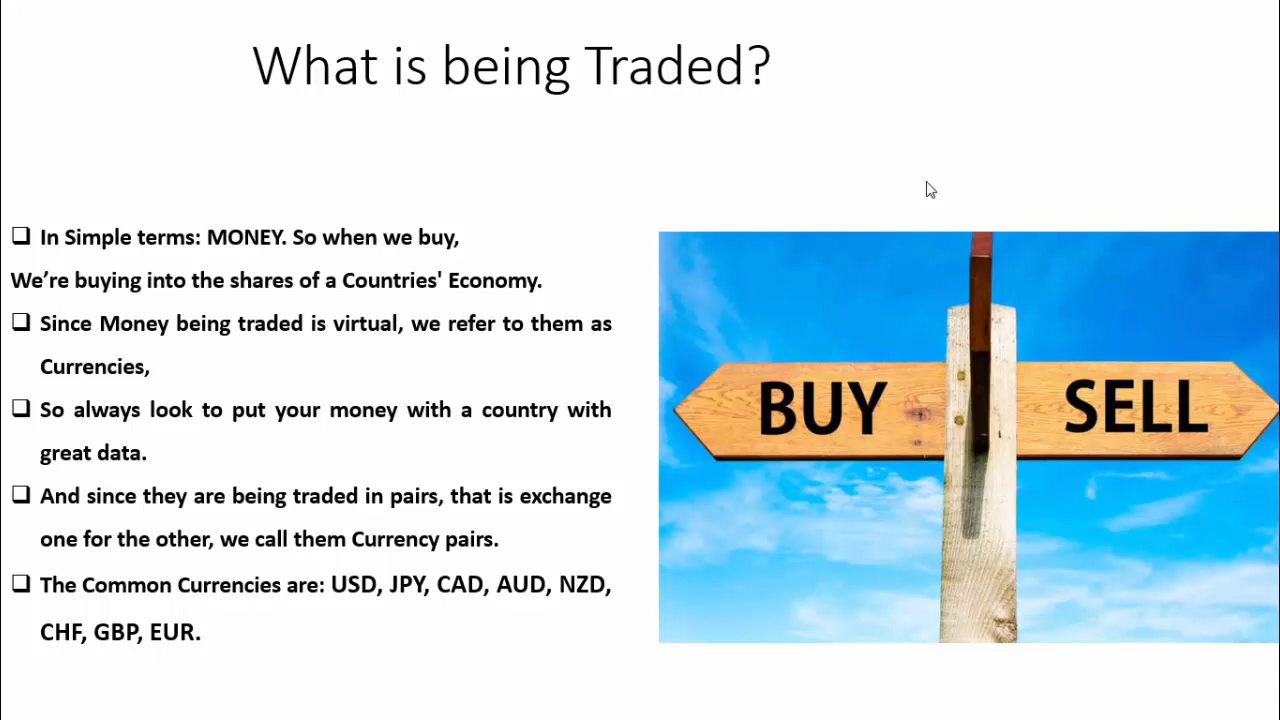 What is being Traded?
In Simple terms: MONEY. So when we buy,
We’re buying into the shares of a Countries' Economy.
Since Money being traded is virtual, we refer to them as
Currencies,
So always look to put your money with a country with
great data.
And since they are being traded in pairs, that is exchange
one for the other, we call them Currency pairs.
The Common Currencies are: USD, JPY, CAD, AUD, NZD,
CHF, GBP, EUR.
BUY
SELL